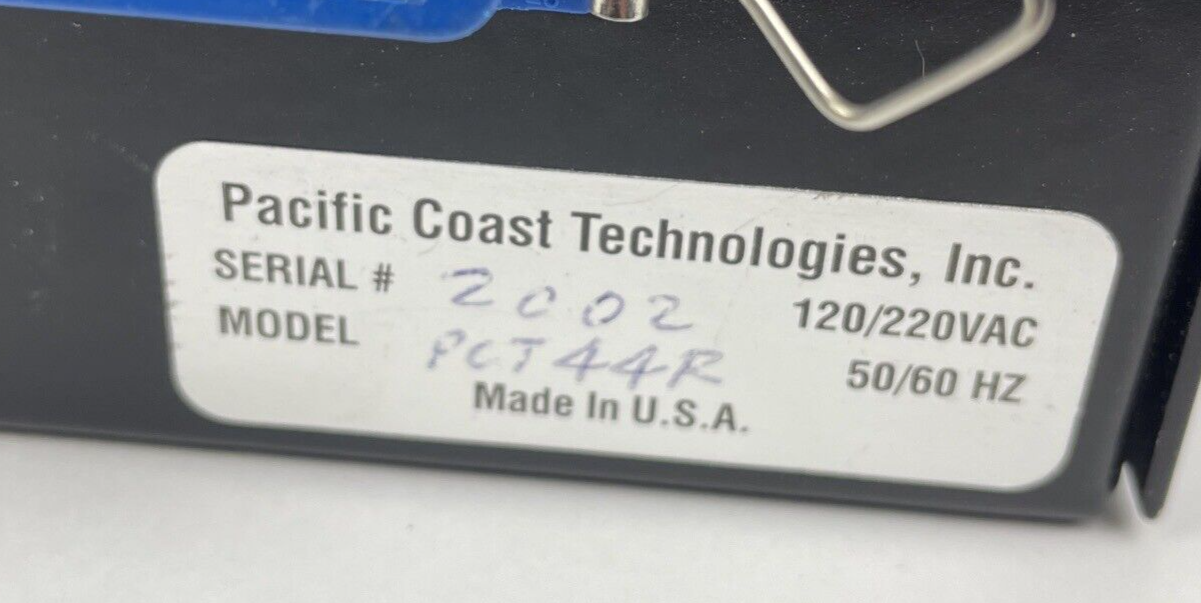 Pacific Coast Technologies, Inc.
SERIAL # 2002 120/220VAC
MODEL PCT44R 50/60 HZ
Made In U.S.A.